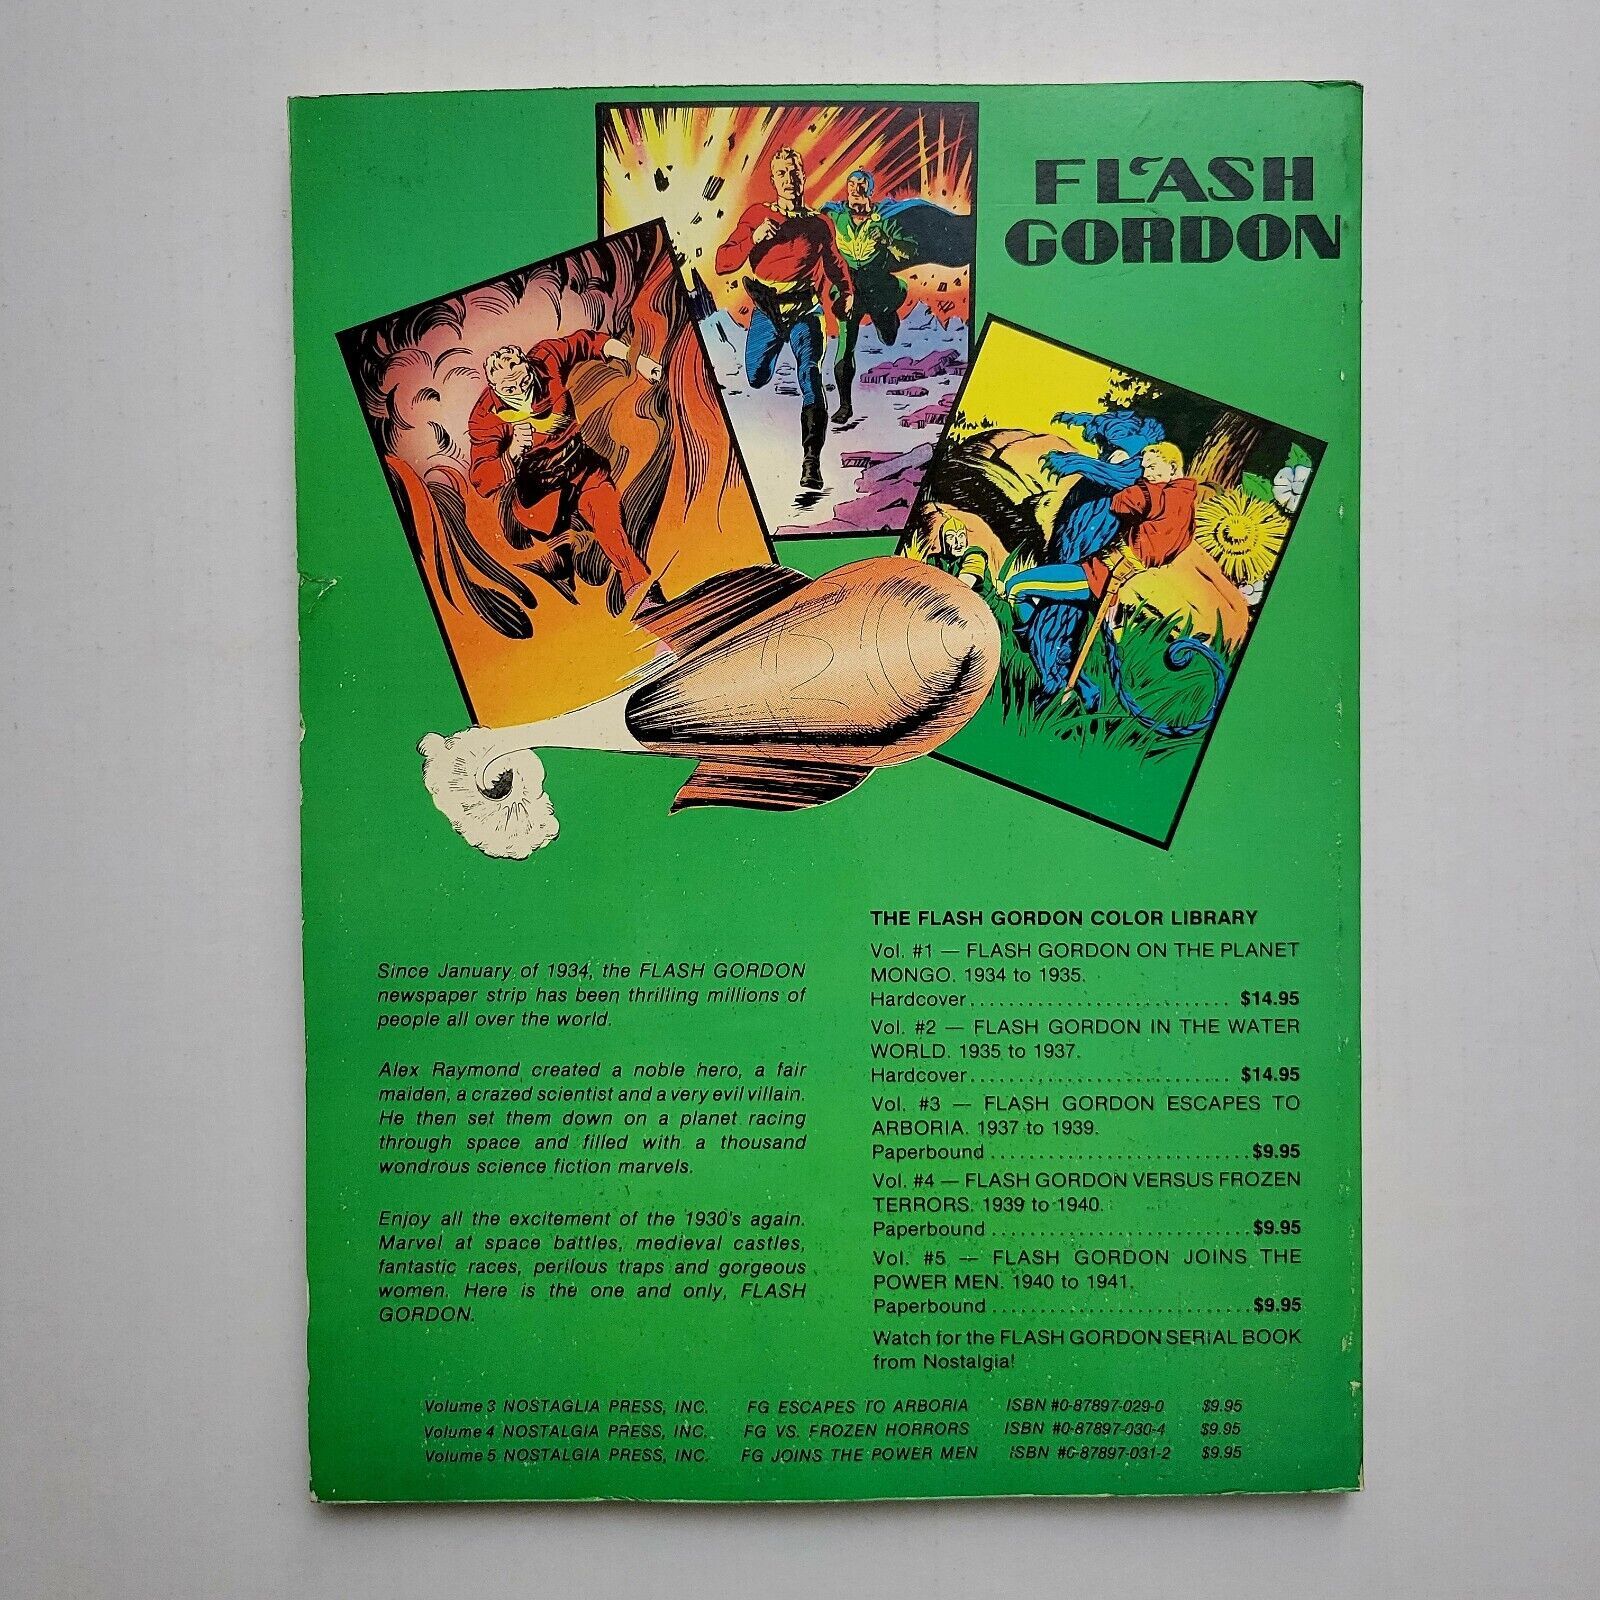 FLASH
GORDON
Since January of 1934, the FLASH GORDON
newspaper strip has been thrilling millions of
people all over the world.
Alex Raymond created a noble hero, a fair
maiden, a crazed scientist and a very evil villain.
He then set them down on a planet racing
through space and filled with a thousand
wondrous science fiction marvels.
Enjoy all the excitement of the 1930's again.
Marvel at space battles, medieval castles,
fantastic races, perilous traps and gorgeous
women. Here is the one and only, FLASH
GORDON.
THE FLASH GORDON COLOR LIBRARY
Vol. #1 — FLASH GORDON ON THE PLANET
MONGO. 1934 to 1935.
Hardcover........................... $14.95
Vol. #2 — FLASH GORDON IN THE WATER
WORLD. 1935 to 1937.
Hardcover........................... $14.95
Vol. #3 — FLASH GORDON ESCAPES TO
ARBORIA. 1937 to 1939.
Paperbound...........................$9.95
Vol. #4 — FLASH GORDON VERSUS FROZEN
TERRORS. 1939 to 1940.
Paperbound...........................$9.95
Vol. #5 — FLASH GORDON JOINS THE
POWER MEN. 1940 to 1941.
Paperbound...........................$9.95
Watch for the FLASH GORDON SERIAL BOOK
from Nostalgia!
Volume 3 NOSTAGLIA PRESS, INC. FG ESCAPES TO ARBORIA ISBN #0-87897-029-0 $9.95
Volume 4 NOSTALGIA PRESS, INC. FG VS. FROZEN HORRORS ISBN #0-87897-030-4 $9.95
Volume 5 NOSTALGIA PRESS, INC. FG JOINS THE POWER MEN ISBN #0-87897-031-2 $9.95